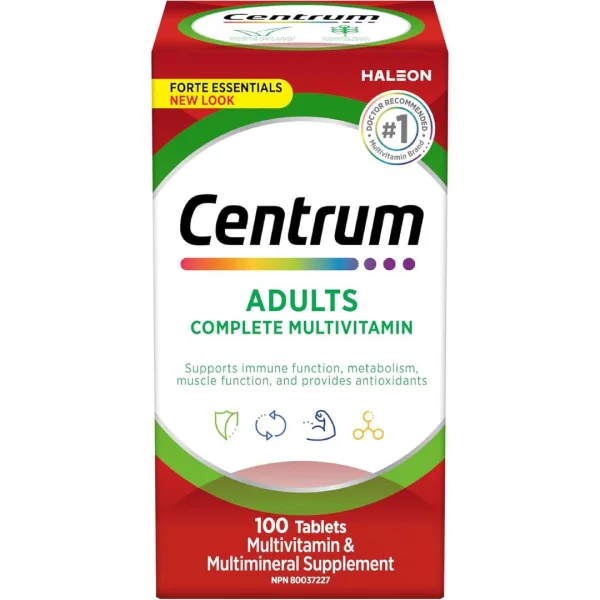 Centrum
FORTE ESSENTIALS
NEW LOOK
HALEON
DOCTOR RECOMMENDED
#1
Multivitamin Brand
Centrum
ADULTS
COMPLETE MULTIVITAMIN
Supports immune function, metabolism,
muscle function, and provides antioxidants
100 Tablets
Multivitamin &
Multimineral Supplement
NPN 80037227